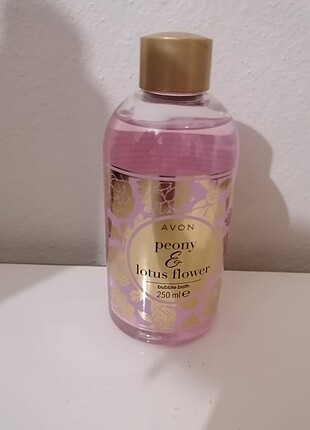 AVON
peony
&
lotus flower
bubble bath
250 ml ℮